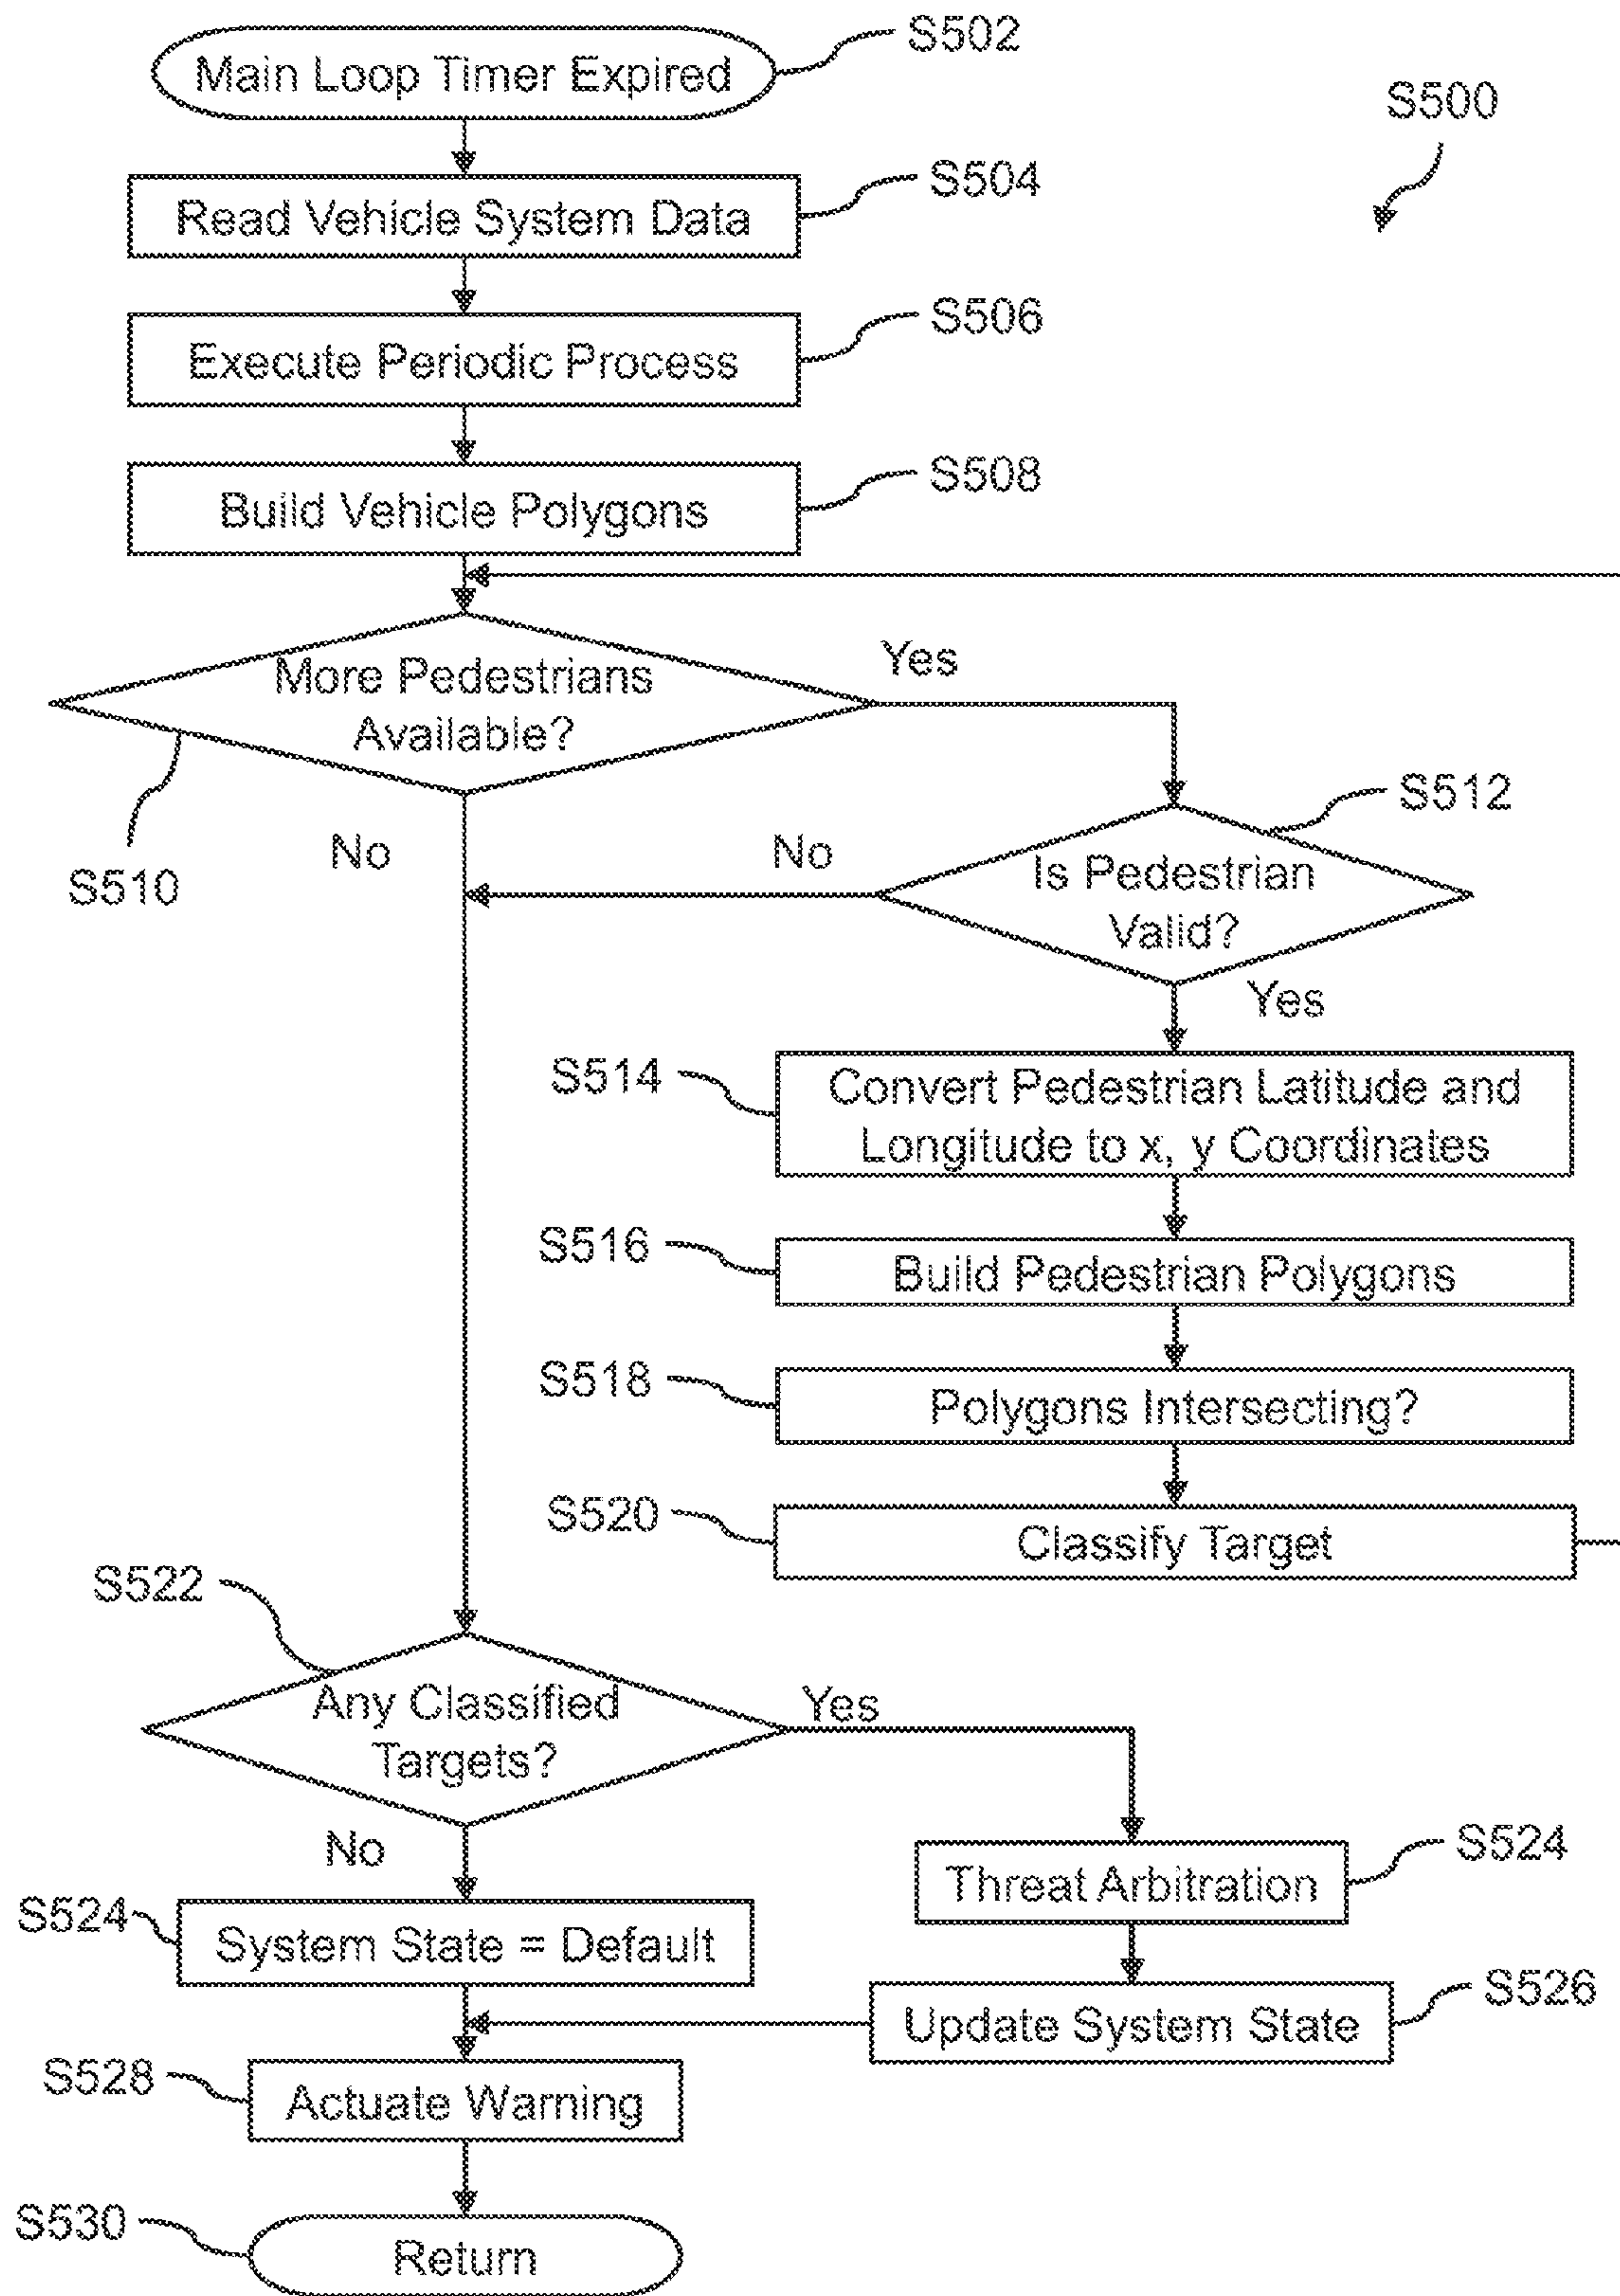 S502
Main Loop Timer Expired
S500
S504
Read Vehicle System Data
S506
Execute Periodic Process
S508
Build Vehicle Polygons
Yes
More Pedestrians
Available?
S512
No
No
Is Pedestrian
Valid?
S510
Yes
S514
Convert Pedestrian Latitude and
Longitude to x, y Coordinates
S516
Build Pedestrian Polygons
S518
Polygons Intersecting?
S520
Classify Target
S522
Any Classified
Targets?
Yes
No
S524
Threat Arbitration
S524
System State = Default
S526
Update System State
S528
Actuate Warning
S530
Return